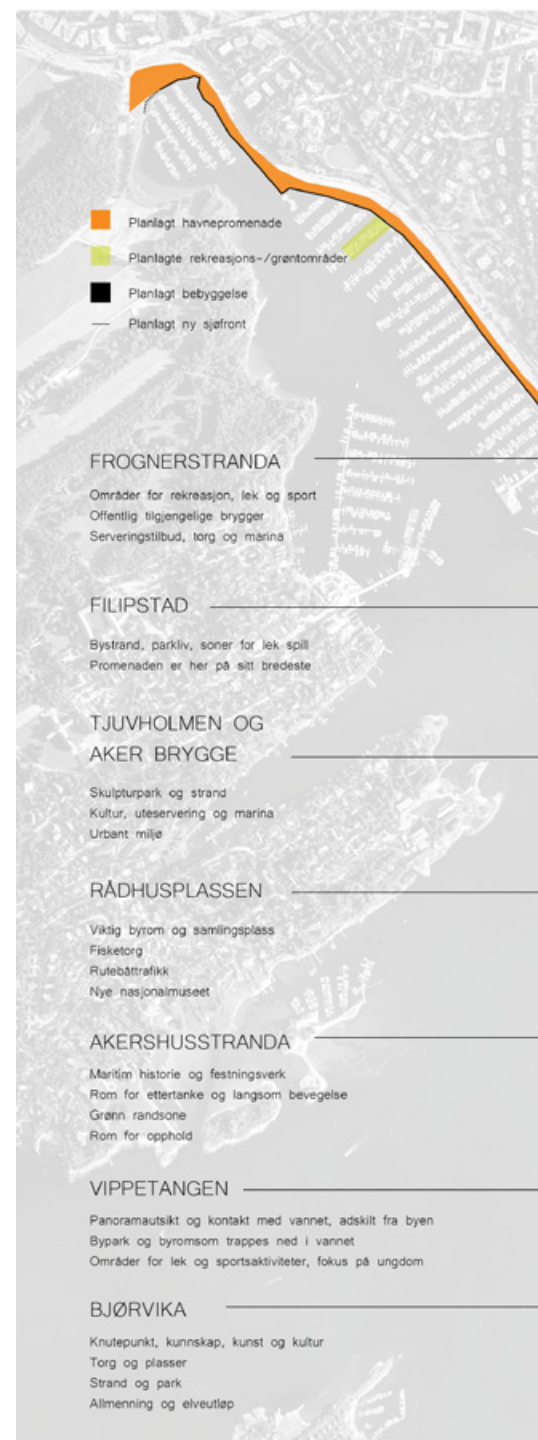 Planlagt havnepromenade
Planlagte rekreasjons-/grøntområder
Planlagt bebyggelse
Planlagt ny sjøfront
FROGNERSTRANDA
Områder for rekreasjon, lek og sport
Offentlig tilgjengelige brygger
Serveringstilbud, torg og marina
FILIPSTAD
Bystrand, parkliv, soner for lek spill
Promenaden er her på sitt bredeste
TJUVHOLMEN OG
AKER BRYGGE
Skulpturpark og strand
Kultur, uteservering og marina
Urbant miljø
RÅDHUSPLASSEN
Viktig byrom og samlingsplass
Fisketorg
Rutebåttrafikk
Nye nasjonalmuseet
AKERSHUSSTRANDA
Maritim historie og festningsverk
Rom for ettertanke og langsom bevegelse
Grønn randsone
Rom for opphold
VIPPETANGEN
Panoramautsikt og kontakt med vannet, adskilt fra byen
Bypark og byromsom trappes ned i vannet
Områder for lek og sportsaktiviteter, fokus på ungdom
BJØRVIKA
Knutepunkt, kunnskap, kunst og kultur
Torg og plasser
Strand og park
Allmenning og elveutløp